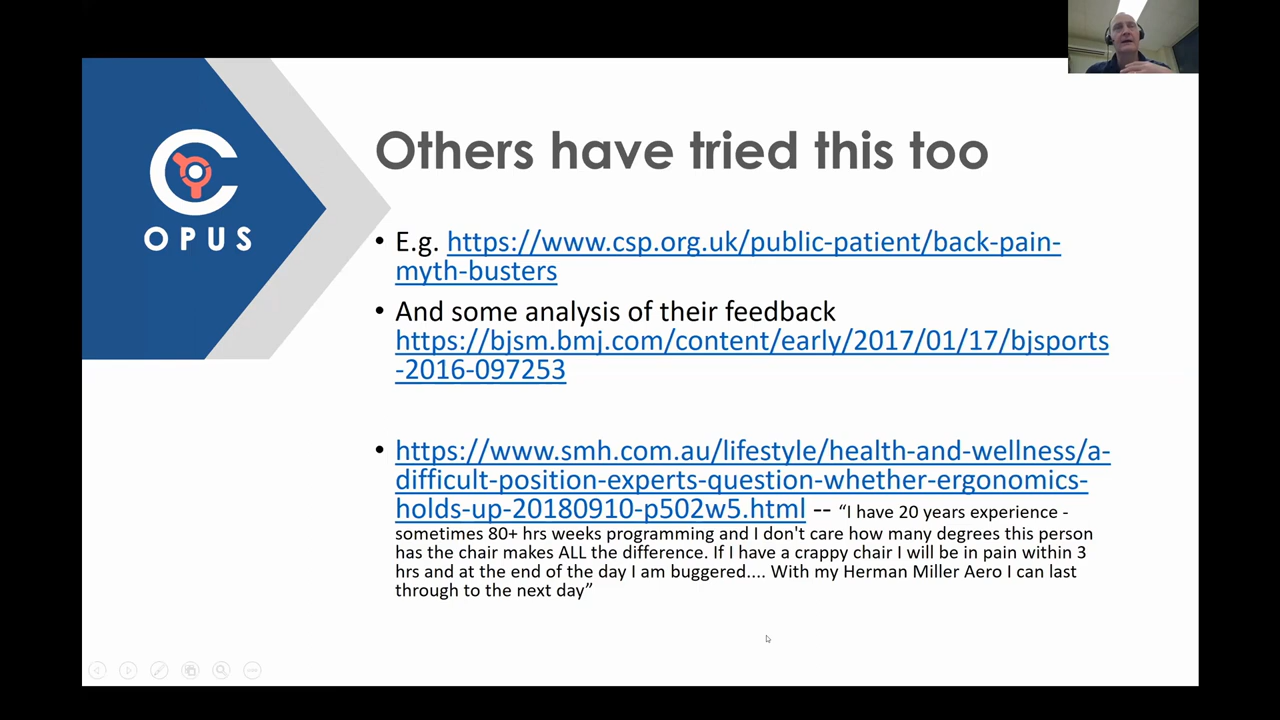 OPUS
Others have tried this too
• E.g. https://www.csp.org.uk/public-patient/back-pain-
myth-busters
• And some analysis of their feedback
https://bjsm.bmj.com/content/early/2017/01/17/bjsports
-2016-097253
• https://www.smh.com.au/lifestyle/health-and-wellness/a-
difficult-position-experts-question-whether-ergonomics-
holds-up-20180910-p502w5.html -- “I have 20 years experience -
sometimes 80+ hrs weeks programming and I don't care how many degrees this person
has the chair makes ALL the difference. If I have a crappy chair I will be in pain within 3
hrs and at the end of the day I am buggered.... With my Herman Miller Aero I can last
through to the next day”